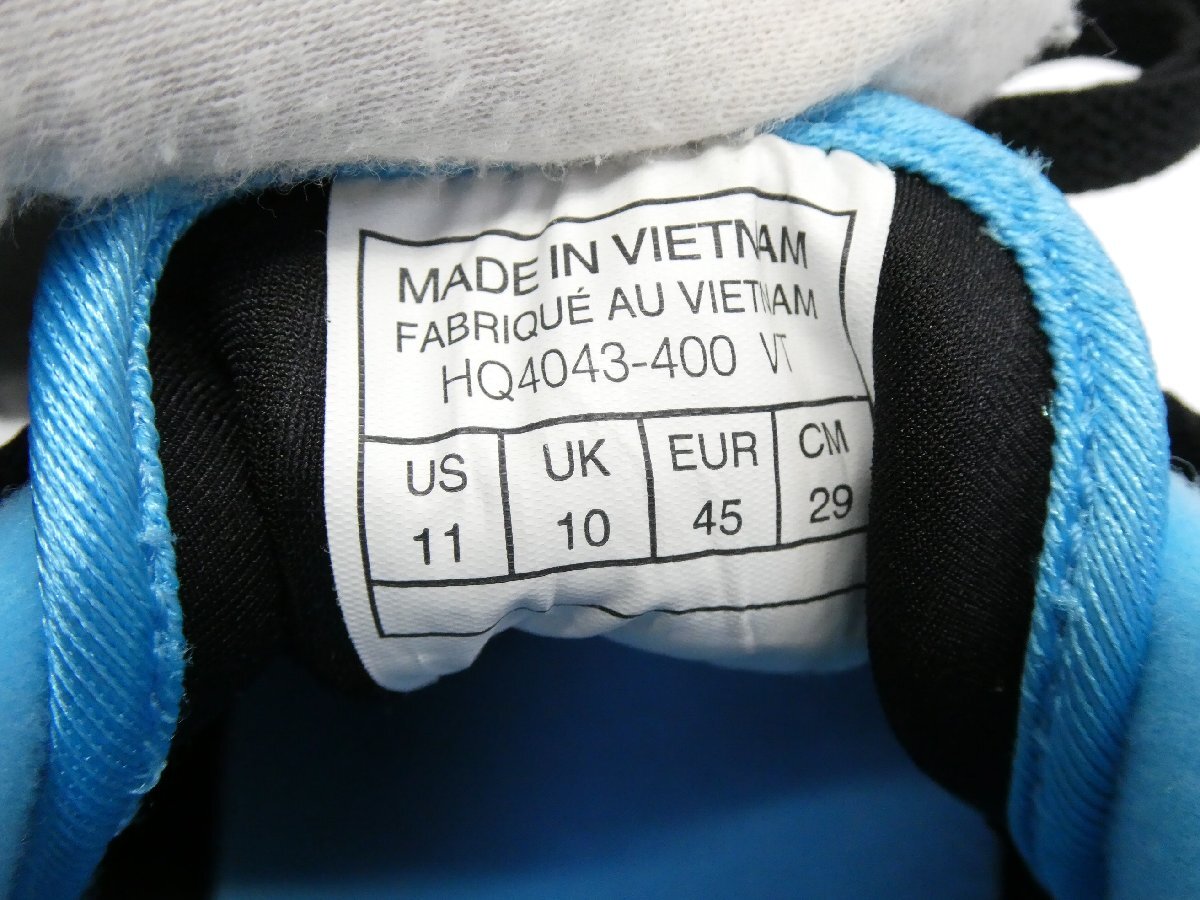 MADE IN VIETNAM
FABRIQUÉ AU VIETNAM
HQ4043-400 VT
US UK EUR CM
11 10 45 29